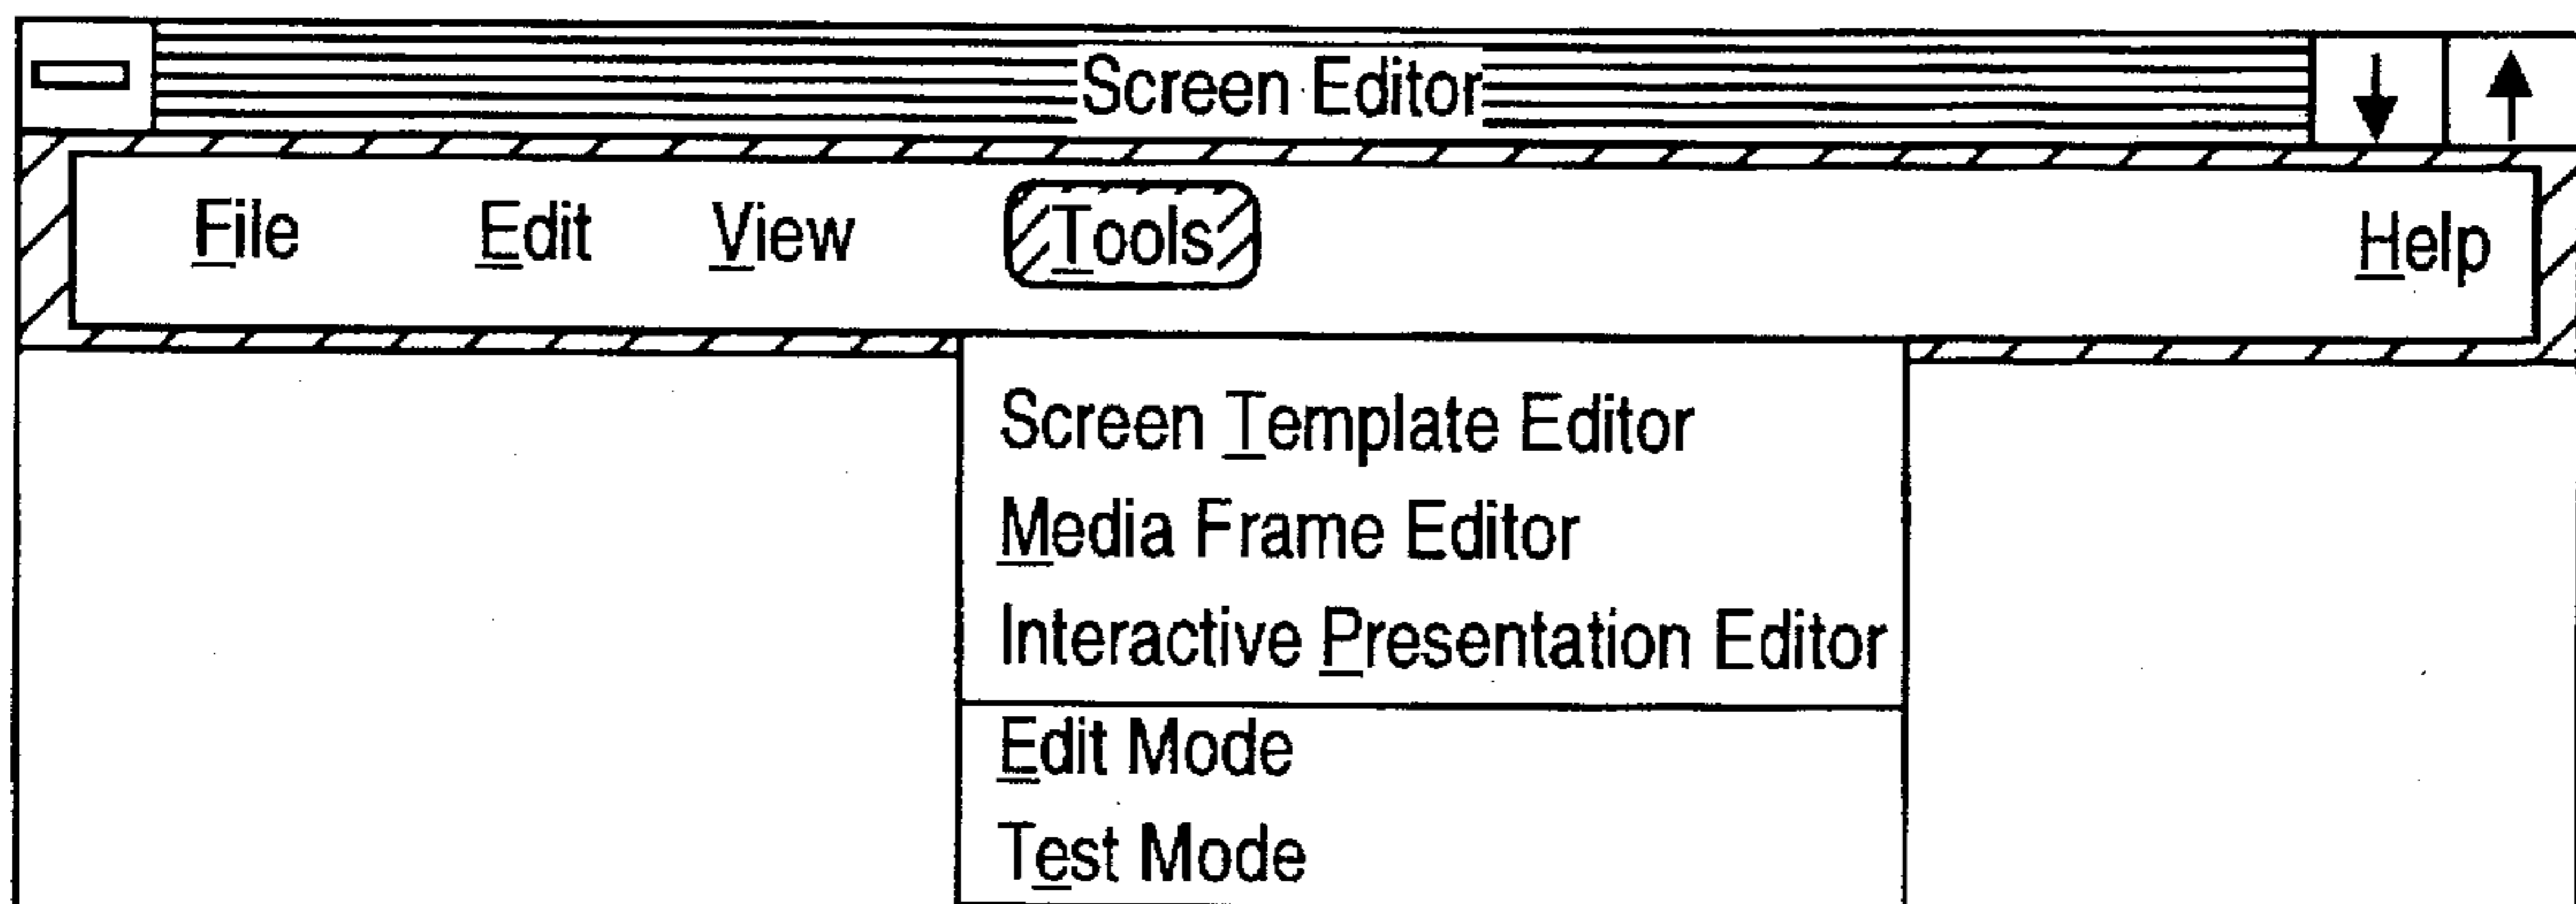 Screen Editor
File Edit View Tools Help
Screen Template Editor
Media Frame Editor
Interactive Presentation Editor
Edit Mode
Test Mode